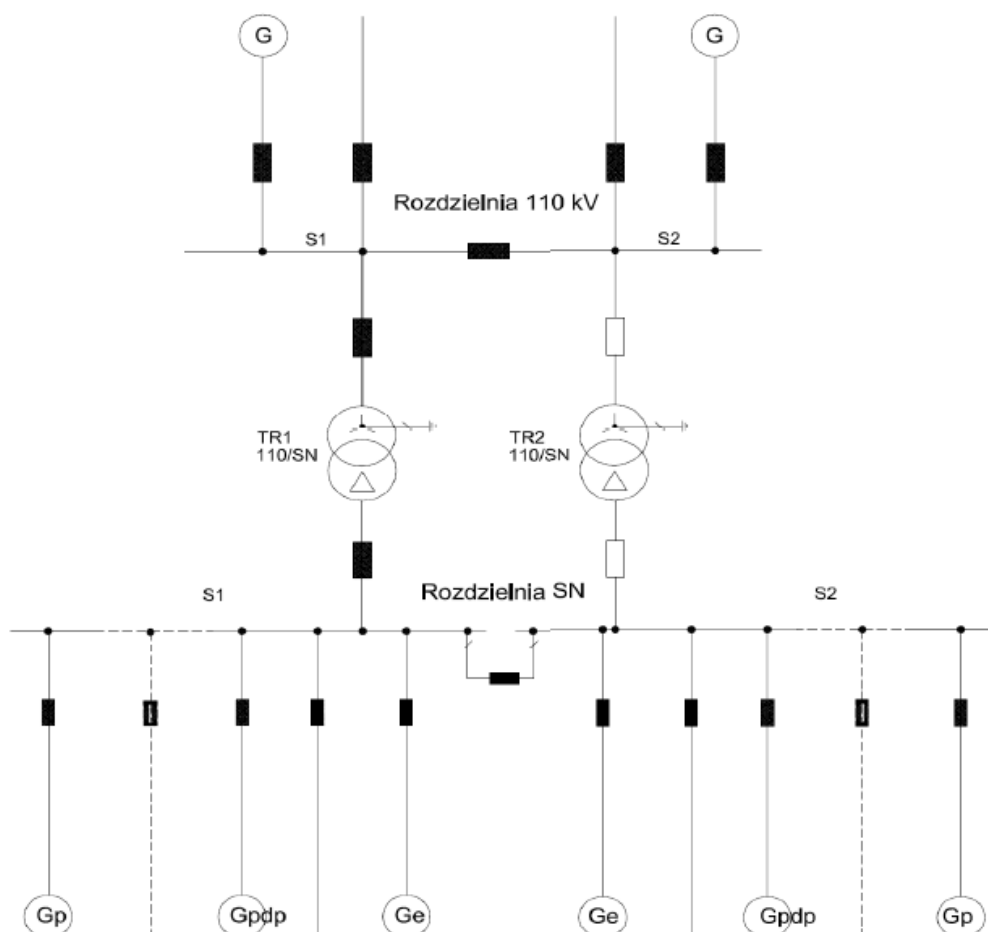 G
G
Rozdzielnia 110 kV
S1
S2
TR1
110/SN
TR2
110/SN
Rozdzielnia SN
S1
S2
Gp
Gpdp
Ge
Ge
Gpdp
Gp